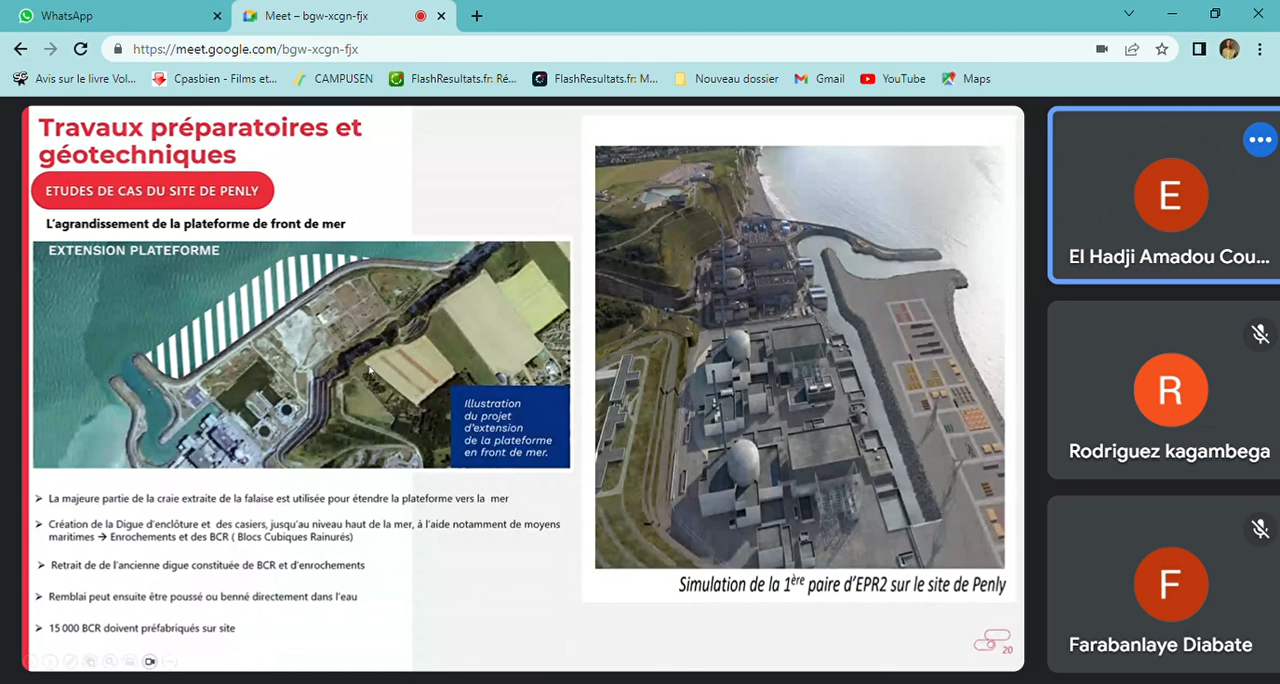 WhatsApp
Meet – bgw-xcgn-fjx
https://meet.google.com/bgw-xcgn-fjx
Avis sur le livre Vol...
Cpasbien - Films et...
CAMPUSEN
FlashResultats.fr: Ré...
FlashResultats.fr: M...
Nouveau dossier
Gmail
YouTube
Maps
Travaux préparatoires et
géotechniques
ETUDES DE CAS DU SITE DE PENLY
L'agrandissement de la plateforme de front de mer
EXTENSION PLATEFORME
Illustration
du projet
d'extension
de la plateforme
en front de mer.
➢ La majeure partie de la craie extraite de la falaise est utilisée pour étendre la plateforme vers la mer
➢ Création de la Digue d'enclôture et des casiers, jusqu'au niveau haut de la mer, à l'aide notamment de moyens
maritimes → Enrochements et des BCR ( Blocs Cubiques Rainurés)
➢ Retrait de de l'ancienne digue constituée de BCR et d'enrochements
➢ Remblai peut ensuite être poussé ou benné directement dans l'eau
➢ 15 000 BCR doivent préfabriqués sur site
Simulation de la 1ère paire d'EPR2 sur le site de Penly
20
E
El Hadji Amadou Cou...
R
Rodriguez kagambega
F
Farabanlaye Diabate